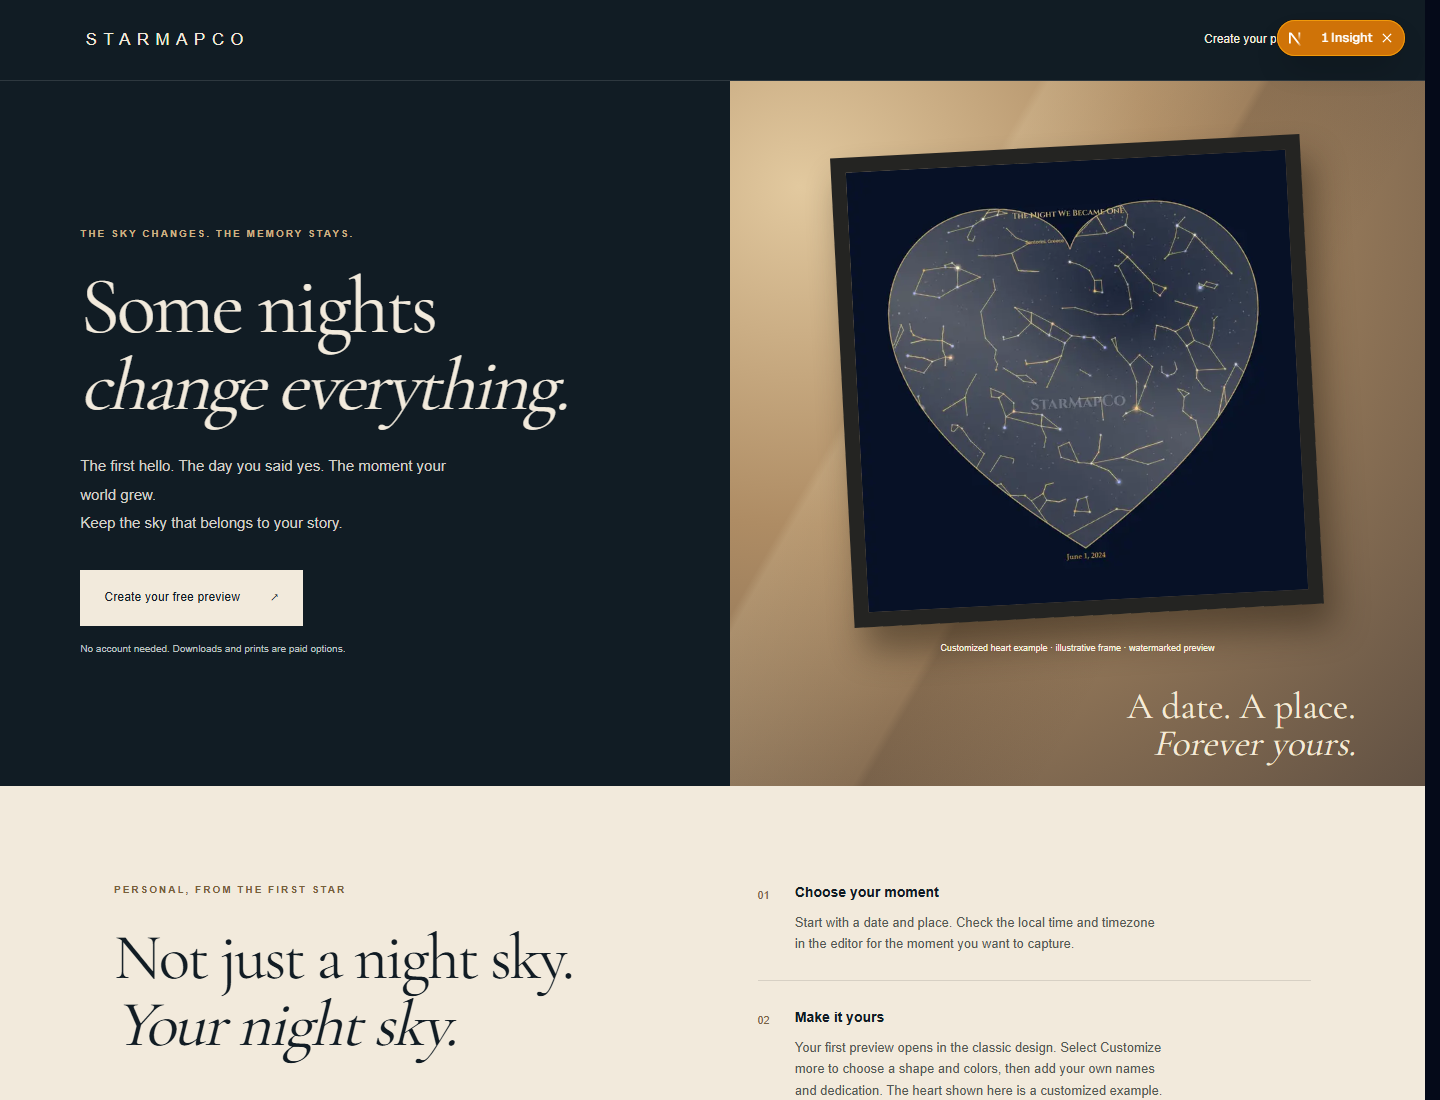 STARMAPCO
Create your p
1 Insight
THE SKY CHANGES. THE MEMORY STAYS.
Some nights
change everything.
The first hello. The day you said yes. The moment your
world grew.
Keep the sky that belongs to your story.
Create your free preview ↗
No account needed. Downloads and prints are paid options.
The Night We Became One
StarMapCo
June 1, 2024
Customized heart example · illustrative frame · watermarked preview
A date. A place.
Forever yours.
PERSONAL, FROM THE FIRST STAR
Not just a night sky.
Your night sky.
01 Choose your moment
Start with a date and place. Check the local time and timezone
in the editor for the moment you want to capture.
02 Make it yours
Your first preview opens in the classic design. Select Customize
more to choose a shape and colors, then add your own names
and dedication. The heart shown here is a customized example.